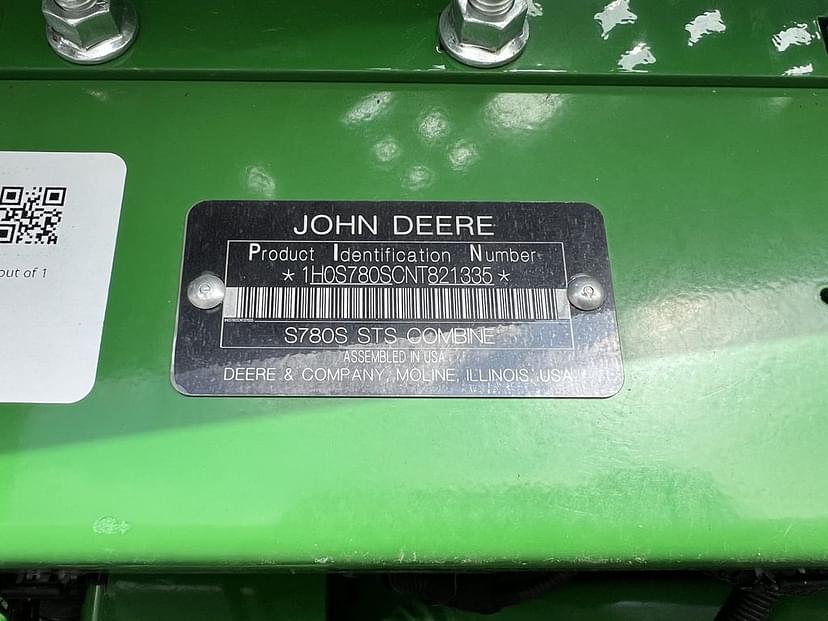 out of 1
JOHN DEERE
Product Identification Number
*1H0S780SCNT821335*
S780S STS COMBINE
ASSEMBLED IN USA
DEERE & COMPANY, MOLINE, ILLINOIS, USA